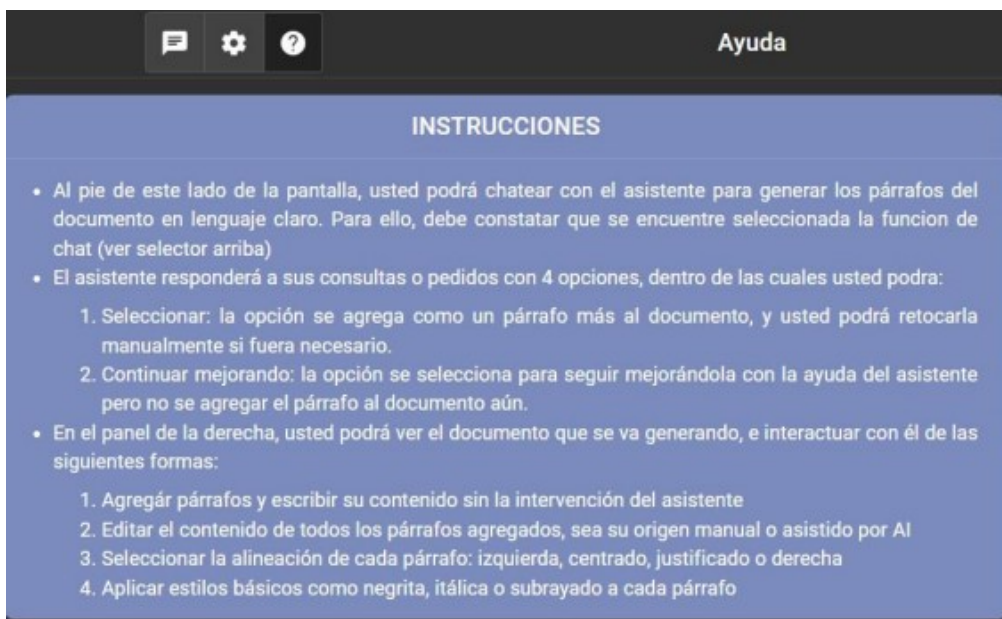 Ayuda
INSTRUCCIONES
• Al pie de este lado de la pantalla, usted podrá chatear con el asistente para generar los párrafos del
documento en lenguaje claro. Para ello, debe constatar que se encuentre seleccionada la funcion de
chat (ver selector arriba)
• El asistente responderá a sus consultas o pedidos con 4 opciones, dentro de las cuales usted podra:
1. Seleccionar: la opción se agrega como un párrafo más al documento, y usted podrá retocarla
manualmente si fuera necesario.
2. Continuar mejorando: la opción se selecciona para seguir mejorándola con la ayuda del asistente
pero no se agregar el párrafo al documento aún.
• En el panel de la derecha, usted podrá ver el documento que se va generando, e interactuar con él de las
siguientes formas:
1. Agregár párrafos y escribir su contenido sin la intervención del asistente
2. Editar el contenido de todos los párrafos agregados, sea su origen manual o asistido por AI
3. Seleccionar la alineación de cada párrafo: izquierda, centrado, justificado o derecha
4. Aplicar estilos básicos como negrita, itálica o subrayado a cada párrafo